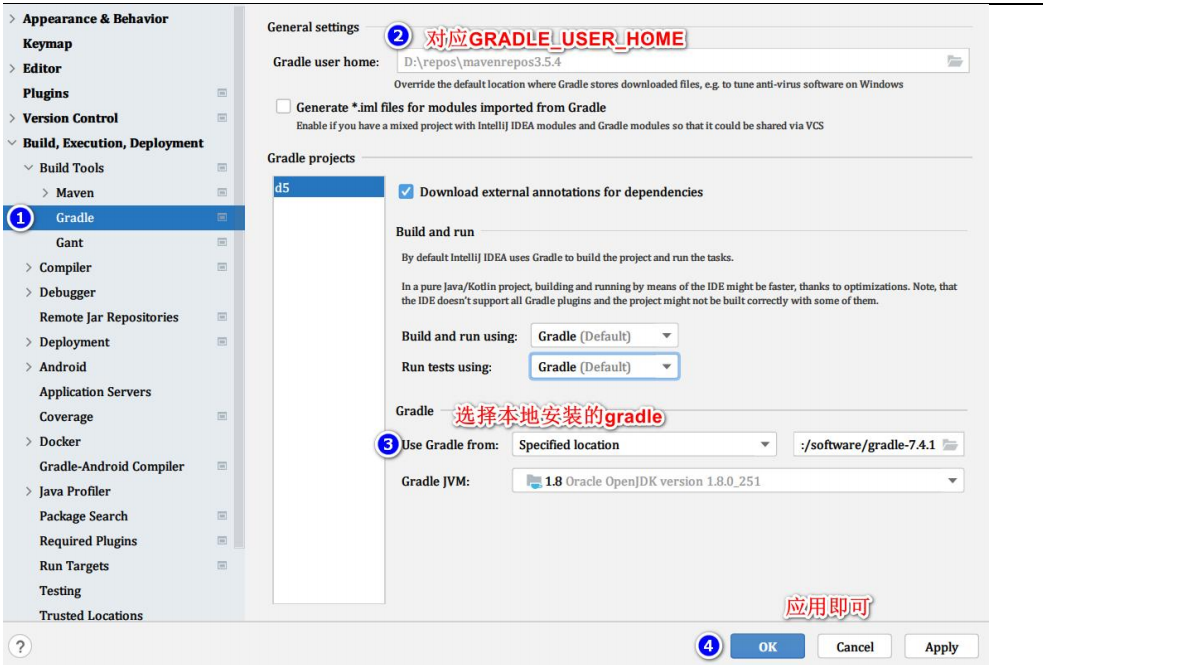 Appearance & Behavior
Keymap
Editor
Plugins
Version Control
Build, Execution, Deployment
Build Tools
Maven
1
Gradle
Gant
Compiler
Debugger
Remote Jar Repositories
Deployment
Android
Application Servers
Coverage
Docker
Gradle-Android Compiler
Java Profiler
Package Search
Required Plugins
Run Targets
Testing
Trusted Locations
General settings
2 对应GRADLE_USER_HOME
Gradle user home: D:\repos\mavenrepos3.5.4
Override the default location where Gradle stores downloaded files, e.g. to tune anti-virus software on Windows
Generate *.iml files for modules imported from Gradle
Enable if you have a mixed project with IntelliJ IDEA modules and Gradle modules so that it could be shared via VCS
Gradle projects
d5
Download external annotations for dependencies
Build and run
By default IntelliJ IDEA uses Gradle to build the project and run the tasks.
In a pure Java/Kotlin project, building and running by means of the IDE might be faster, thanks to optimizations. Note, that
the IDE doesn't support all Gradle plugins and the project might not be built correctly with some of them.
Build and run using: Gradle (Default)
Run tests using: Gradle (Default)
Gradle 选择本地安装的gradle
3 Use Gradle from: Specified location :/software/gradle-7.4.1
Gradle JVM: 1.8 Oracle OpenJDK version 1.8.0_251
应用即可
? 4 OK Cancel Apply